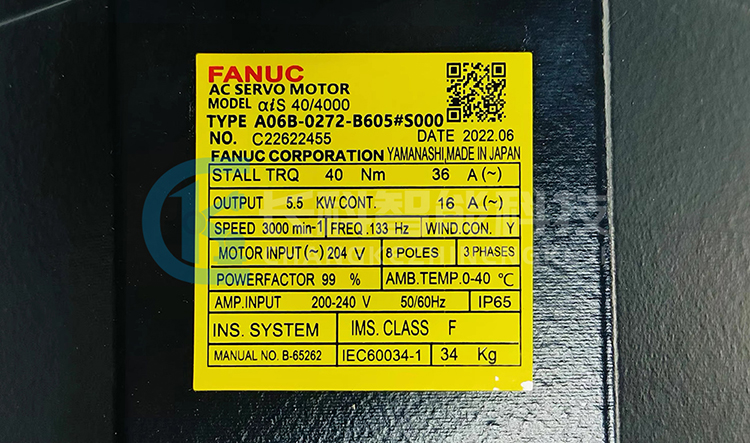 FANUC
AC SERVO MOTOR
MODEL αiS 40/4000
TYPE A06B-0272-B605#S000
NO. C22622455 DATE 2022.06
FANUC CORPORATION YAMANASHI,MADE IN JAPAN
STALL TRQ 40 Nm 36 A(~)
OUTPUT 5.5 KW CONT. 16 A(~)
SPEED 3000 min-1 FREQ.133 Hz WIND.CON. Y
MOTOR INPUT(~) 204 V 8 POLES 3 PHASES
POWERFACTOR 99 % AMB.TEMP.0-40 ℃
AMP.INPUT 200-240 V 50/60Hz IP65
INS. SYSTEM IMS. CLASS F
MANUAL NO. B-65262 IEC60034-1 34 Kg